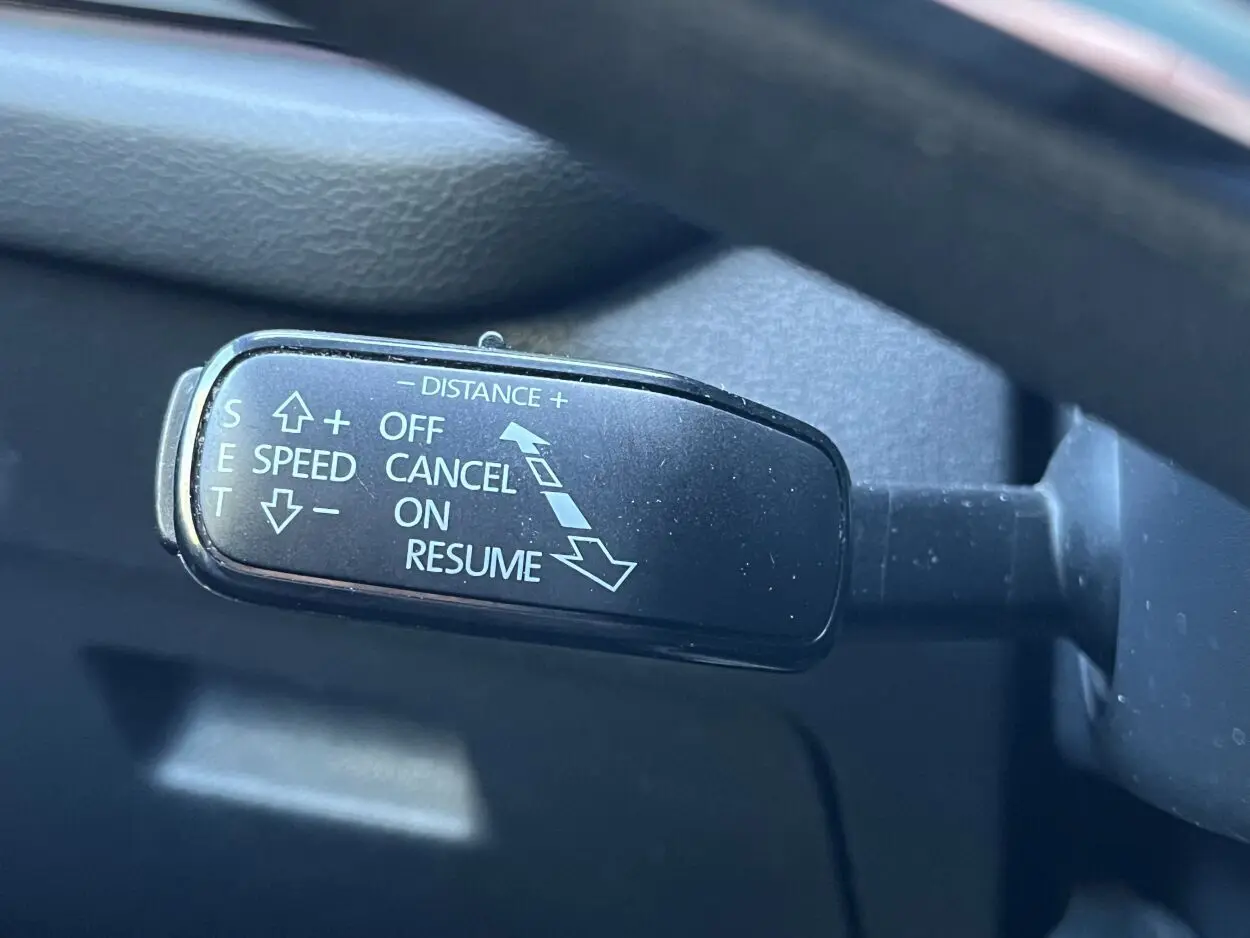 − DISTANCE +
S
E
T
+
SPEED
−
OFF
CANCEL
ON
RESUME